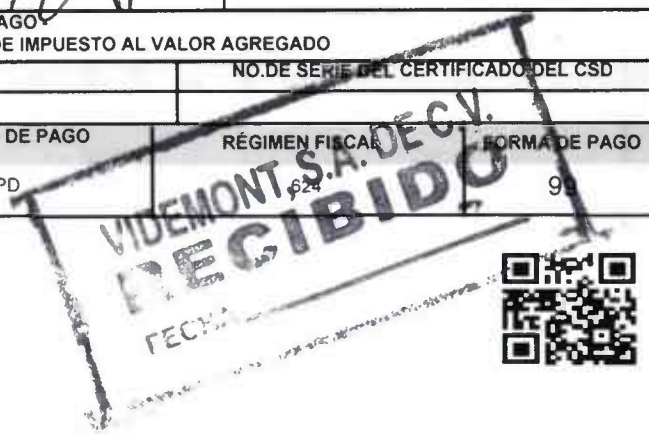 AGO
DE IMPUESTO AL VALOR AGREGADO
NO.DE SERIE DEL CERTIFICADO DEL CSD
DE PAGO RÉGIMEN FISCAL FORMA DE PAGO
PD 624 99
VIDEMONT, S.A. DE C.V.
RECIBIDO
FECHA